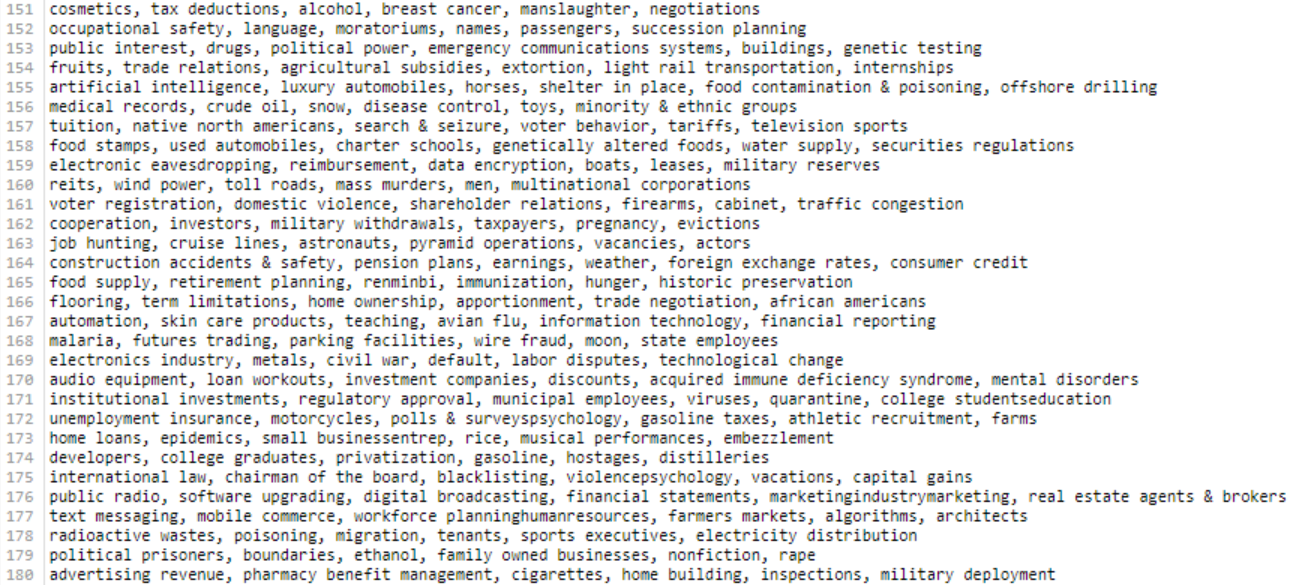 151 cosmetics, tax deductions, alcohol, breast cancer, manslaughter, negotiations
152 occupational safety, language, moratoriums, names, passengers, succession planning
153 public interest, drugs, political power, emergency communications systems, buildings, genetic testing
154 fruits, trade relations, agricultural subsidies, extortion, light rail transportation, internships
155 artificial intelligence, luxury automobiles, horses, shelter in place, food contamination & poisoning, offshore drilling
156 medical records, crude oil, snow, disease control, toys, minority & ethnic groups
157 tuition, native north americans, search & seizure, voter behavior, tariffs, television sports
158 food stamps, used automobiles, charter schools, genetically altered foods, water supply, securities regulations
159 electronic eavesdropping, reimbursement, data encryption, boats, leases, military reserves
160 reits, wind power, toll roads, mass murders, men, multinational corporations
161 voter registration, domestic violence, shareholder relations, firearms, cabinet, traffic congestion
162 cooperation, investors, military withdrawals, taxpayers, pregnancy, evictions
163 job hunting, cruise lines, astronauts, pyramid operations, vacancies, actors
164 construction accidents & safety, pension plans, earnings, weather, foreign exchange rates, consumer credit
165 food supply, retirement planning, renminbi, immunization, hunger, historic preservation
166 flooring, term limitations, home ownership, apportionment, trade negotiation, african americans
167 automation, skin care products, teaching, avian flu, information technology, financial reporting
168 malaria, futures trading, parking facilities, wire fraud, moon, state employees
169 electronics industry, metals, civil war, default, labor disputes, technological change
170 audio equipment, loan workouts, investment companies, discounts, acquired immune deficiency syndrome, mental disorders
171 institutional investments, regulatory approval, municipal employees, viruses, quarantine, college studentseducation
172 unemployment insurance, motorcycles, polls & surveyspsychology, gasoline taxes, athletic recruitment, farms
173 home loans, epidemics, small businessentrep, rice, musical performances, embezzlement
174 developers, college graduates, privatization, gasoline, hostages, distilleries
175 international law, chairman of the board, blacklisting, violencepsychology, vacations, capital gains
176 public radio, software upgrading, digital broadcasting, financial statements, marketingindustrymarketing, real estate agents & brokers
177 text messaging, mobile commerce, workforce planninghumanresources, farmers markets, algorithms, architects
178 radioactive wastes, poisoning, migration, tenants, sports executives, electricity distribution
179 political prisoners, boundaries, ethanol, family owned businesses, nonfiction, rape
180 advertising revenue, pharmacy benefit management, cigarettes, home building, inspections, military deployment